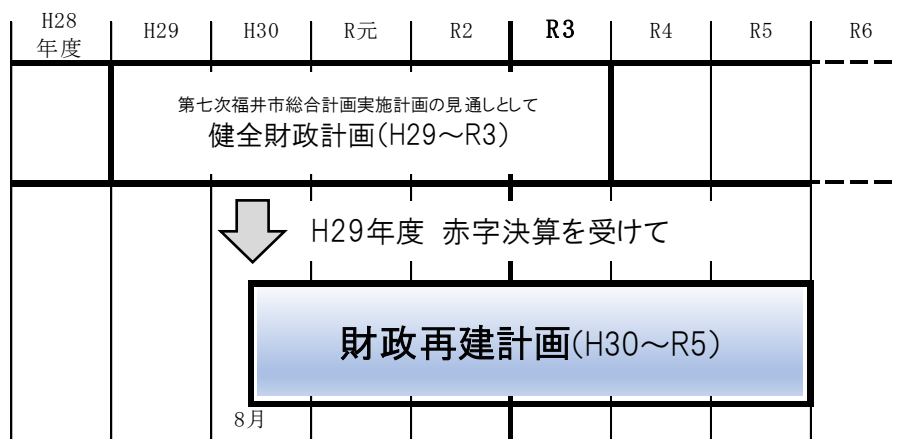 H28
年度
H29
H30
R元
R2
R3
R4
R5
R6
第七次福井市総合計画実施計画の見通しとして
健全財政計画(H29～R3)
H29年度 赤字決算を受けて
財政再建計画(H30～R5)
8月